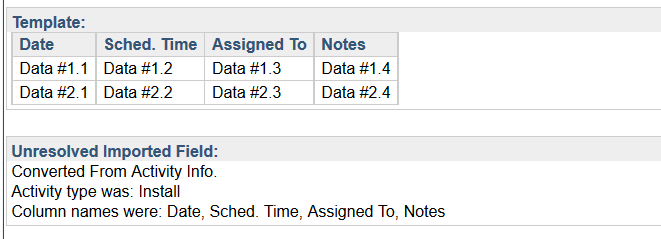 Template:
Date Sched. Time Assigned To Notes
Data #1.1 Data #1.2 Data #1.3 Data #1.4
Data #2.1 Data #2.2 Data #2.3 Data #2.4
Unresolved Imported Field:
Converted From Activity Info.
Activity type was: Install
Column names were: Date, Sched. Time, Assigned To, Notes